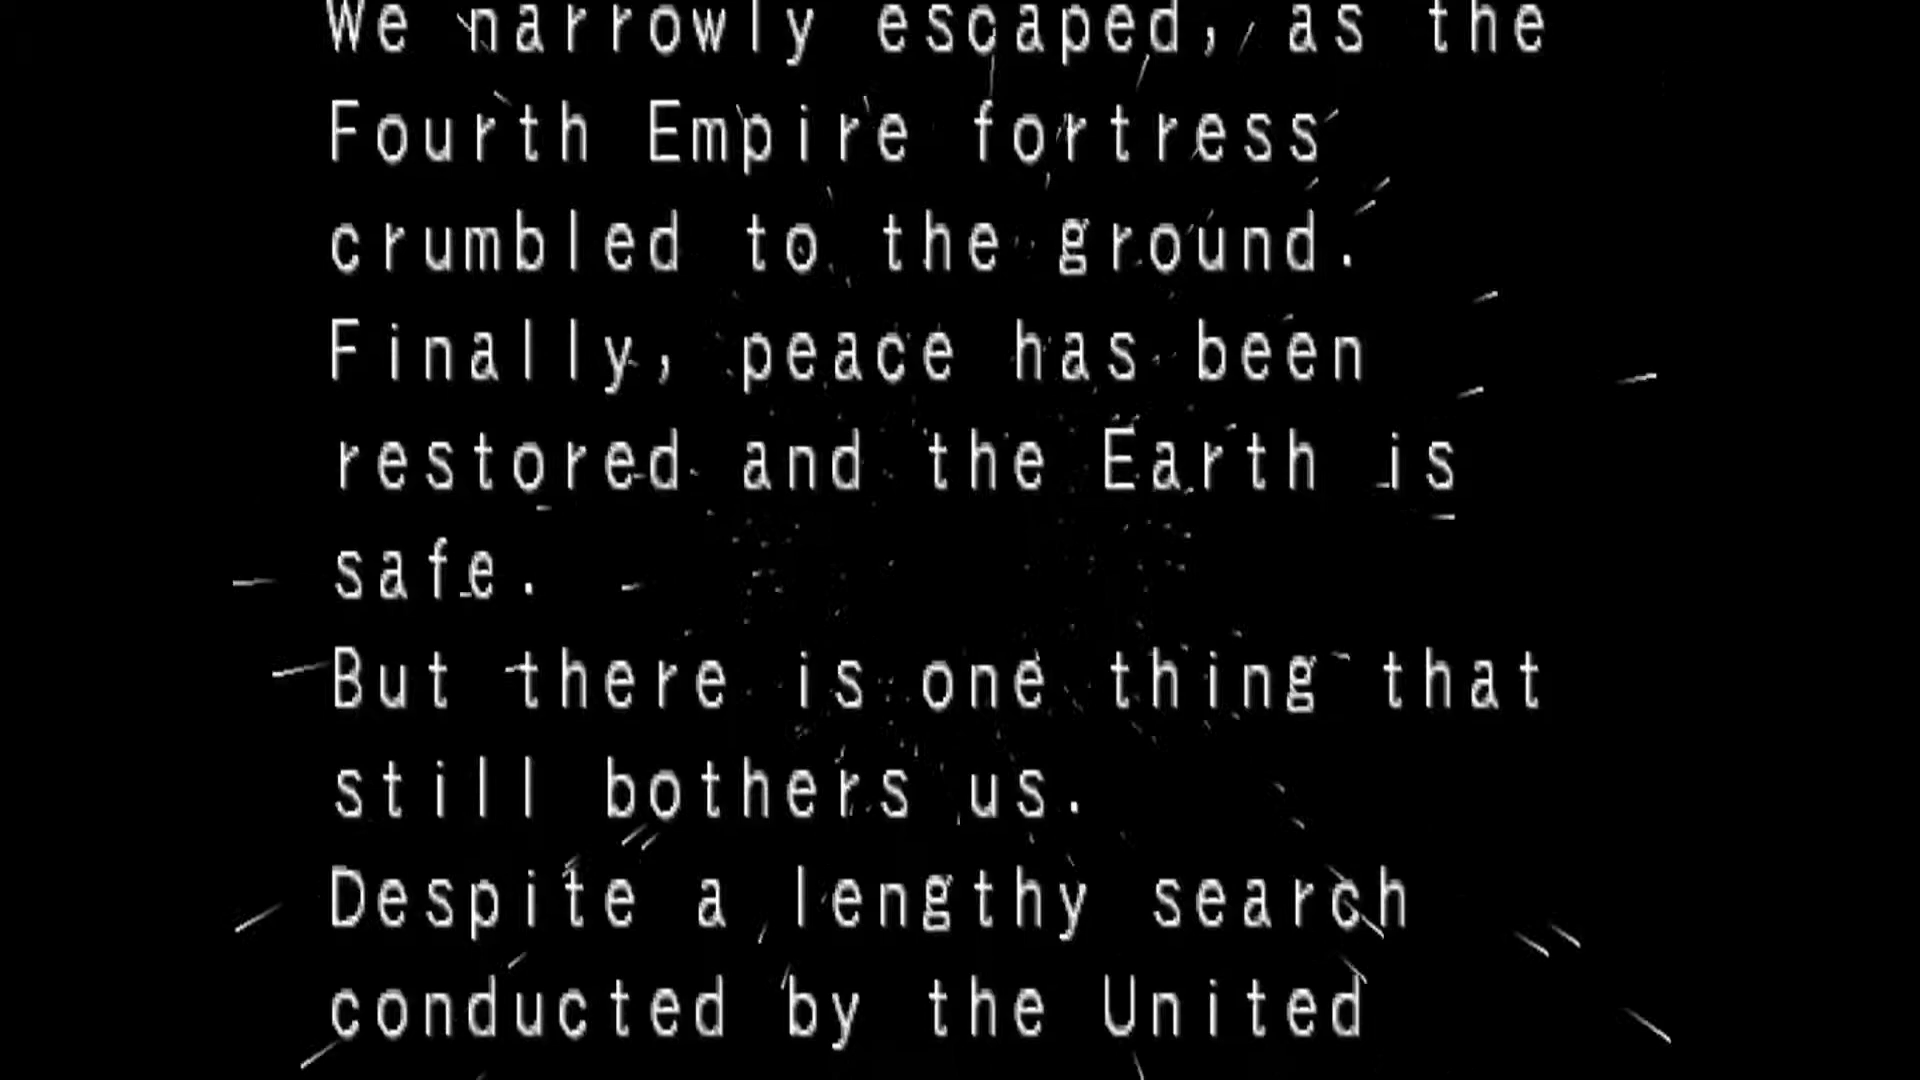 We narrowly escaped, as the
Fourth Empire fortress
crumbled to the ground.
Finally, peace has been
restored and the Earth is
safe.
But there is one thing that
still bothers us.
Despite a lengthy search
conducted by the United